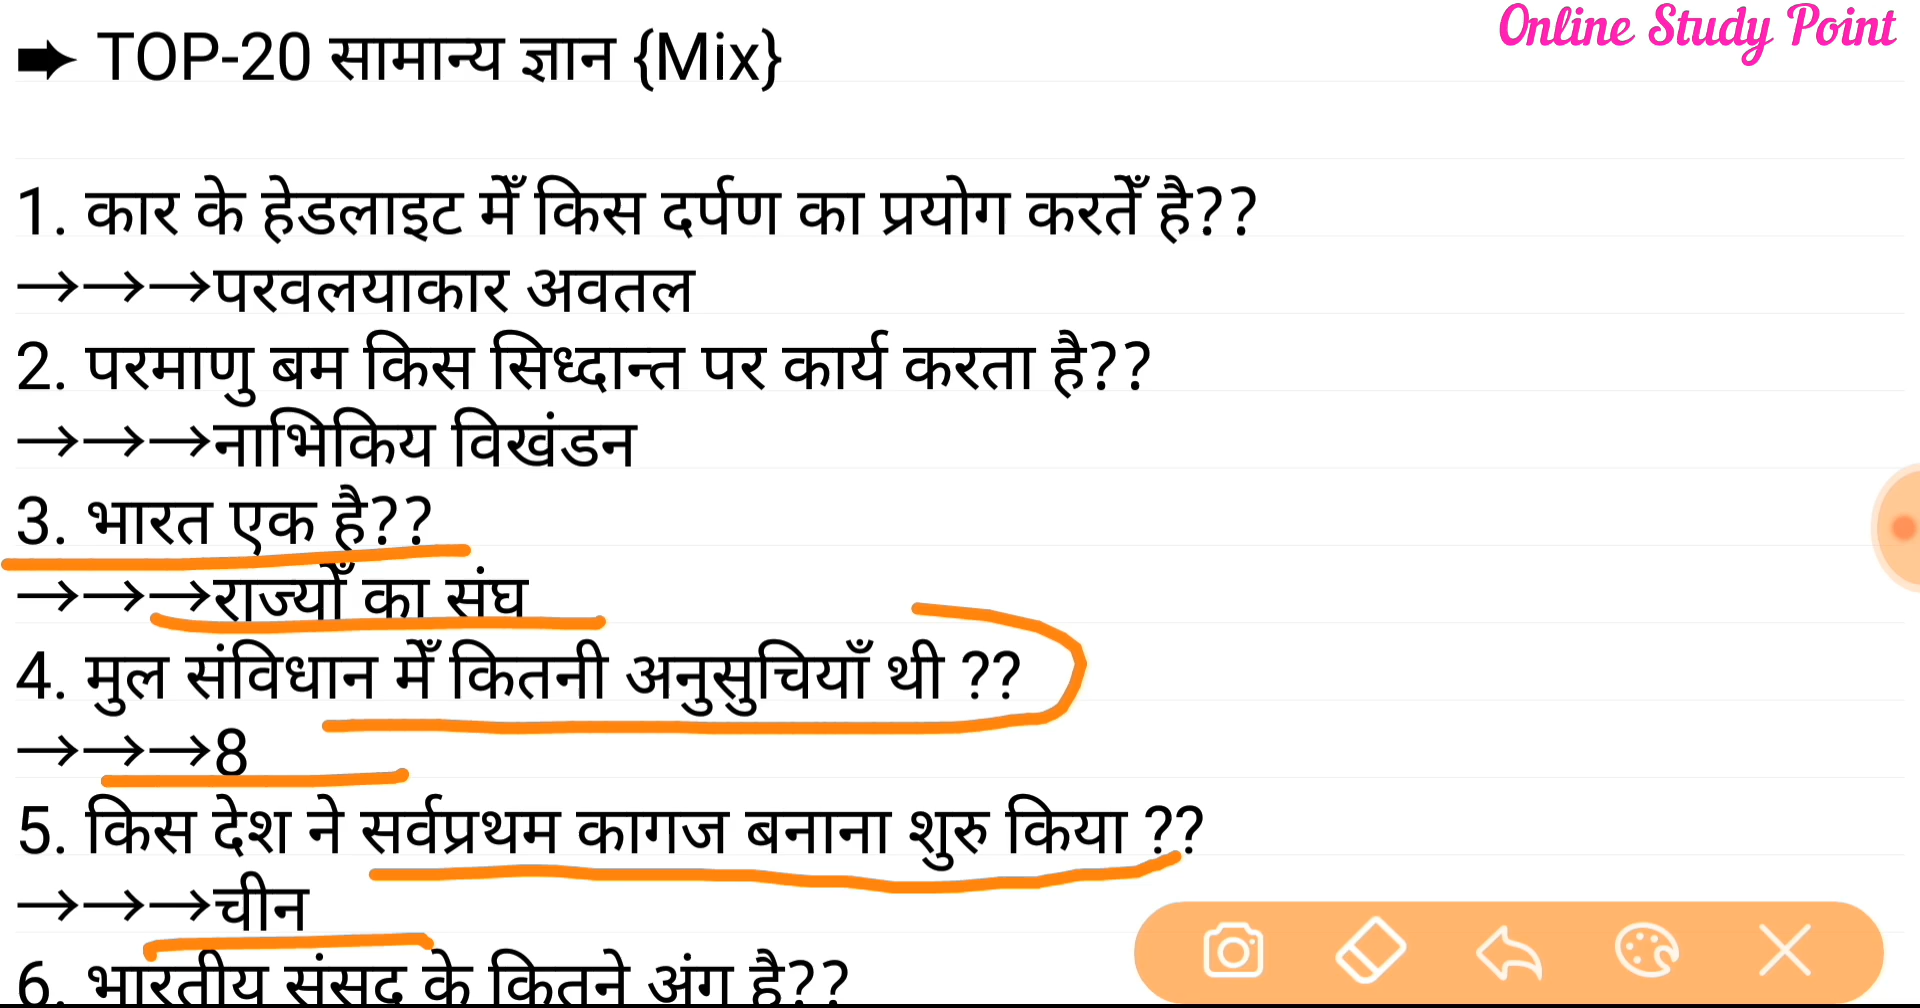 Online Study Point
➨ TOP-20 सामान्य ज्ञान {Mix}
1. कार के हेडलाइट मेँ किस दर्पण का प्रयोग करतेँ है??
→→→परवलयाकार अवतल
2. परमाणु बम किस सिध्दान्त पर कार्य करता है??
→→→नाभिकिय विखंडन
3. भारत एक है??
→→→राज्योँ का संघ
4. मुल संविधान मेँ कितनी अनुसुचियाँ थी ??
→→→8
5. किस देश ने सर्वप्रथम कागज बनाना शुरु किया ??
→→→चीन
6. भारतीय संसद के कितने अंग है??